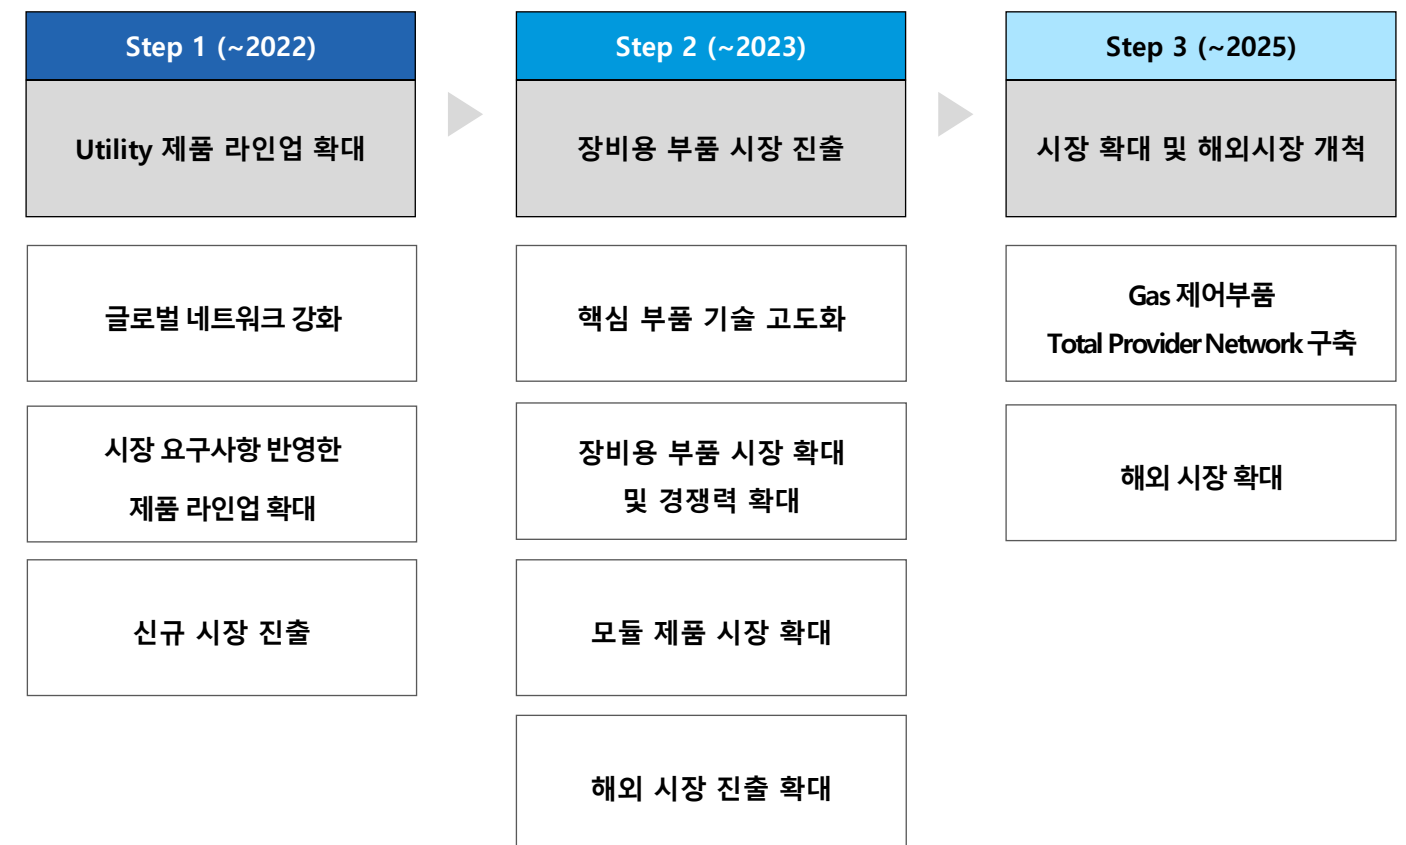 Step 1 (~2022)
Utility 제품 라인업 확대
글로벌 네트워크 강화
시장 요구사항 반영한
제품 라인업 확대
신규 시장 진출
Step 2 (~2023)
장비용 부품 시장 진출
핵심 부품 기술 고도화
장비용 부품 시장 확대
및 경쟁력 확대
모듈 제품 시장 확대
해외 시장 진출 확대
Step 3 (~2025)
시장 확대 및 해외시장 개척
Gas 제어부품
Total Provider Network 구축
해외 시장 확대